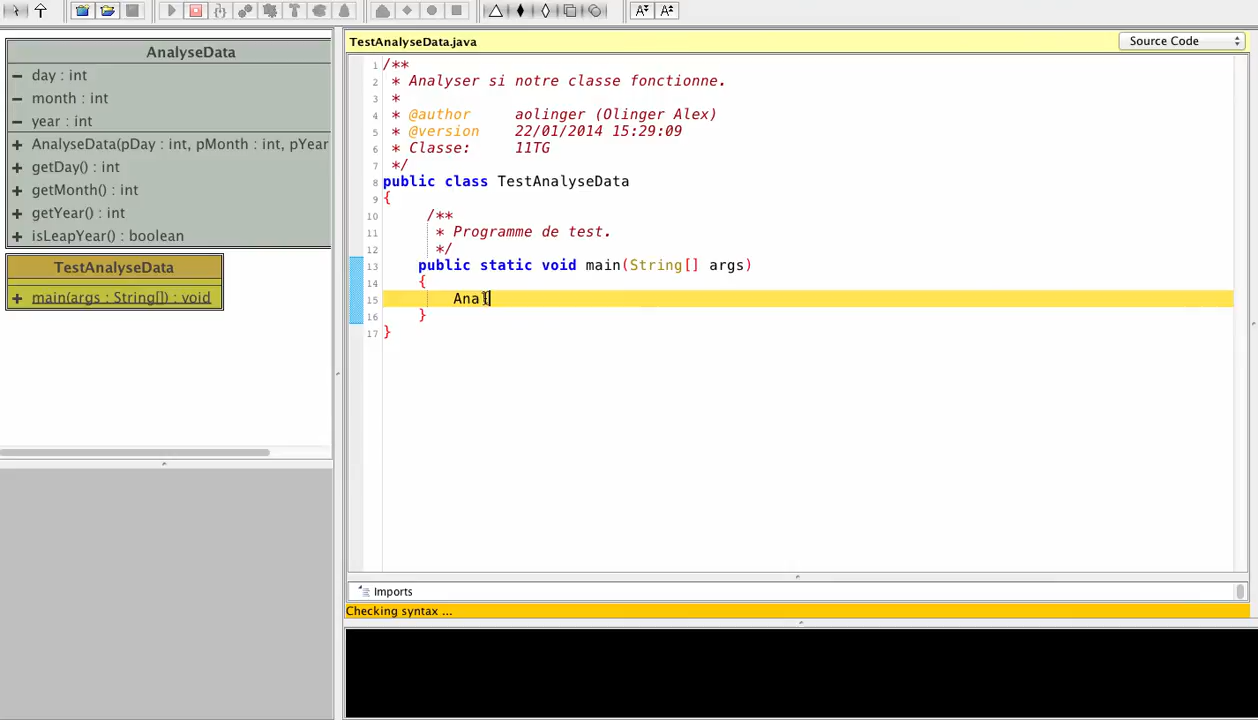 AnalyseData
− day : int
− month : int
− year : int
+ AnalyseData(pDay : int, pMonth : int, pYear
+ getDay() : int
+ getMonth() : int
+ getYear() : int
+ isLeapYear() : boolean
TestAnalyseData
+ main(args : String[]) : void
TestAnalyseData.java
Source Code
1 /**
2 * Analyser si notre classe fonctionne.
3 *
4 * @author aolinger (Olinger Alex)
5 * @version 22/01/2014 15:29:09
6 * Classe: 11TG
7 */
8 public class TestAnalyseData
9 {
10 /**
11 * Programme de test.
12 */
13 public static void main(String[] args)
14 {
15 Anal
16 }
17 }
Imports
Checking syntax ...